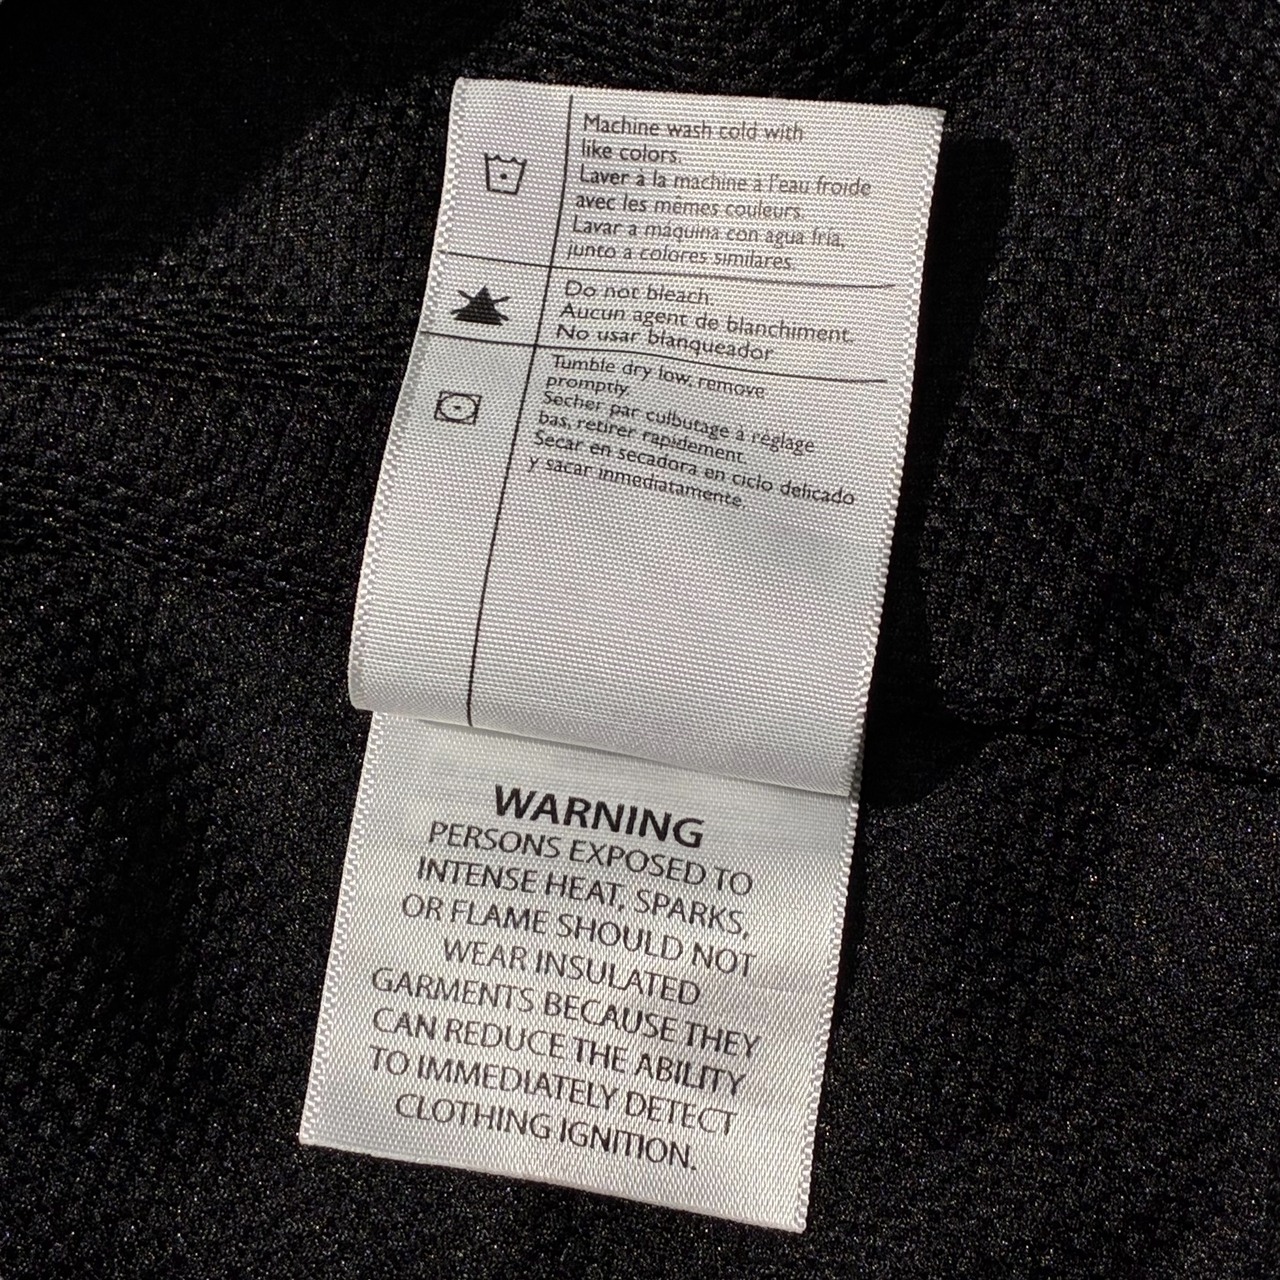 Machine wash cold with
like colors.
Laver à la machine à l'eau froide
avec les mêmes couleurs.
Lavar a máquina con agua fría,
junto a colores similares.
Do not bleach.
Aucun agent de blanchiment.
No usar blanqueador
Tumble dry low, remove
promptly.
Sécher par culbutage à réglage
bas, retirer rapidement.
Secar en secadora en ciclo delicado
y sacar inmediatamente.
WARNING
PERSONS EXPOSED TO
INTENSE HEAT, SPARKS,
OR FLAME SHOULD NOT
WEAR INSULATED
GARMENTS BECAUSE THEY
CAN REDUCE THE ABILITY
TO IMMEDIATELY DETECT
CLOTHING IGNITION.